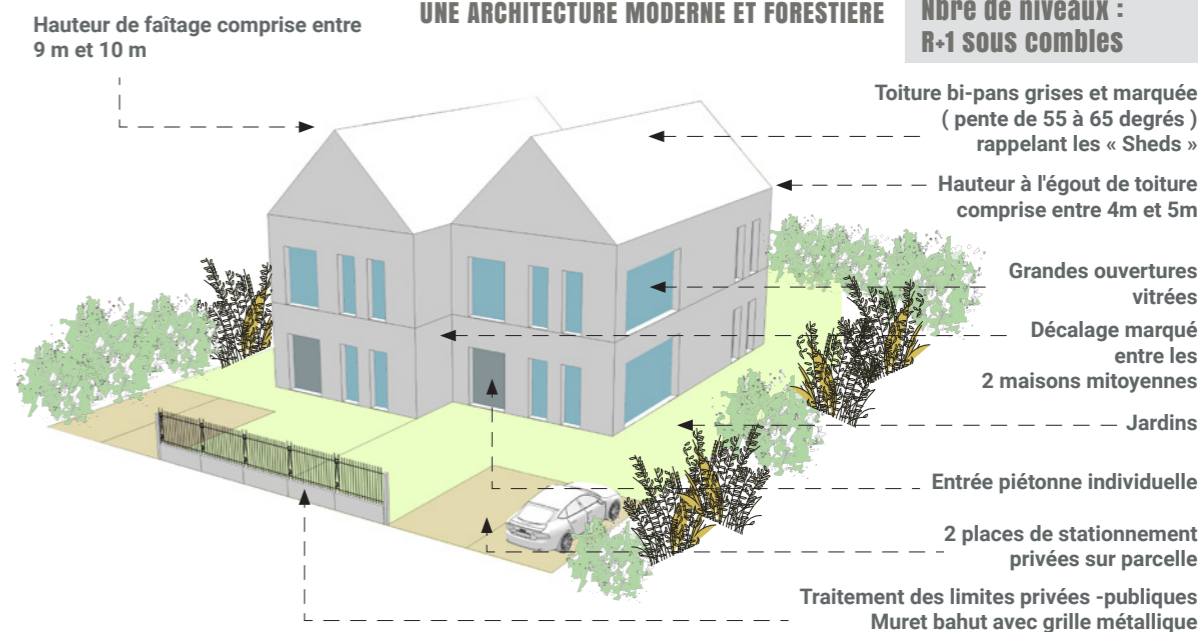 UNE ARCHITECTURE MODERNE ET FORESTIERE
Nbre de niveaux :
R+1 sous combles
Hauteur de faîtage comprise entre
9 m et 10 m
Toiture bi-pans grises et marquée
( pente de 55 à 65 degrés )
rappelant les « Sheds »
Hauteur à l'égout de toiture
comprise entre 4m et 5m
Grandes ouvertures
vitrées
Décalage marqué
entre les
2 maisons mitoyennes
Jardins
Entrée piétonne individuelle
2 places de stationnement
privées sur parcelle
Traitement des limites privées -publiques
Muret bahut avec grille métallique